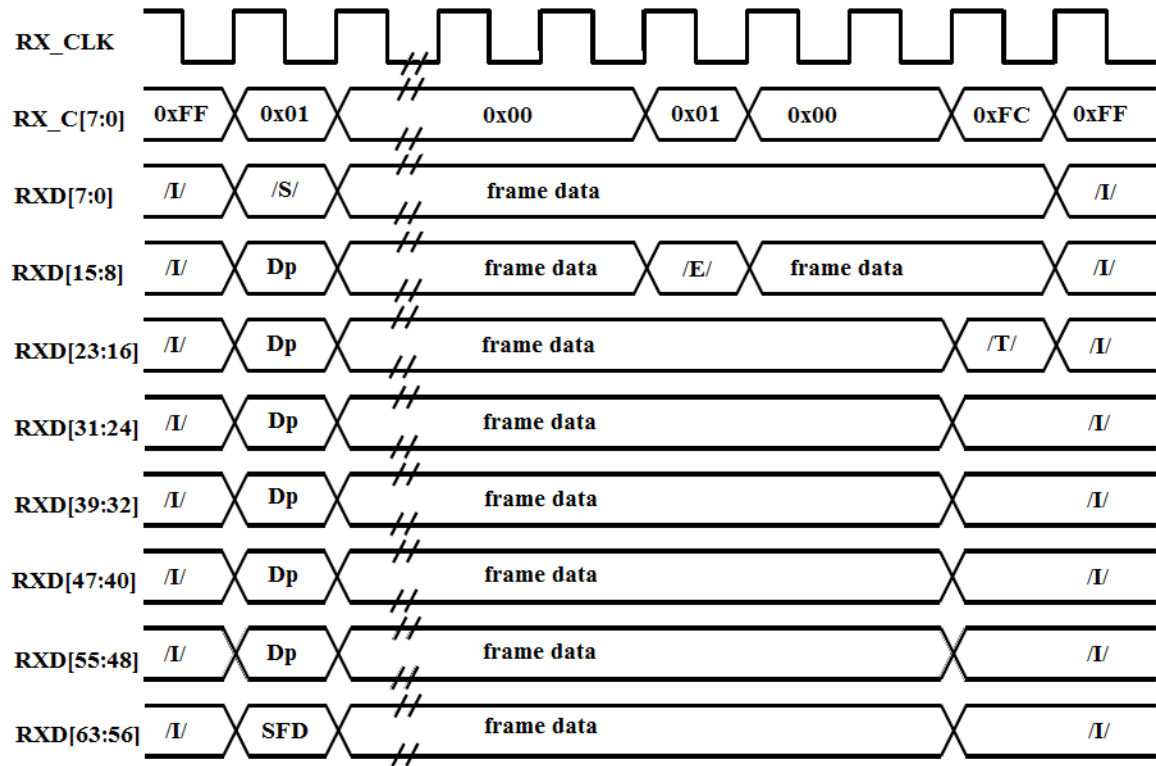 RX_CLK
RX_C[7:0] 0xFF 0x01 0x00 0x01 0x00 0xFC 0xFF
RXD[7:0] /I/ /S/ frame data /I/
RXD[15:8] /I/ Dp frame data /E/ frame data /I/
RXD[23:16] /I/ Dp frame data /T/ /I/
RXD[31:24] /I/ Dp frame data /I/
RXD[39:32] /I/ Dp frame data /I/
RXD[47:40] /I/ Dp frame data /I/
RXD[55:48] /I/ Dp frame data /I/
RXD[63:56] /I/ SFD frame data /I/